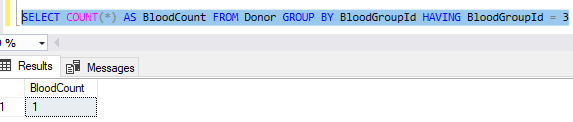 SELECT COUNT(*) AS BloodCount FROM Donor GROUP BY BloodGroupId HAVING BloodGroupId = 3
%
Results Messages
BloodCount
1 1